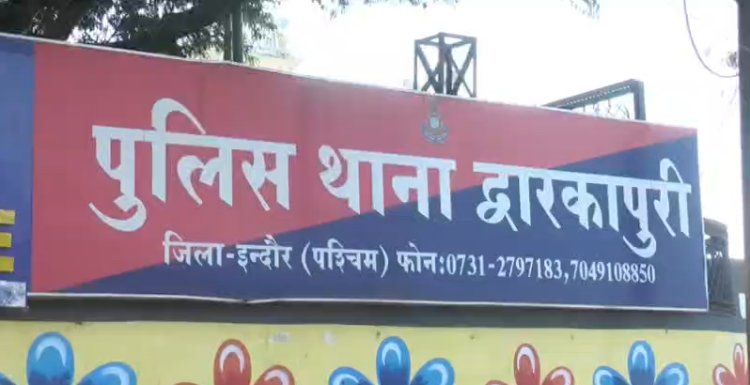 पुलिस थाना द्वारकापुरी
जिला-इन्दौर (पश्चिम) फोन:0731-2797183,7049108850